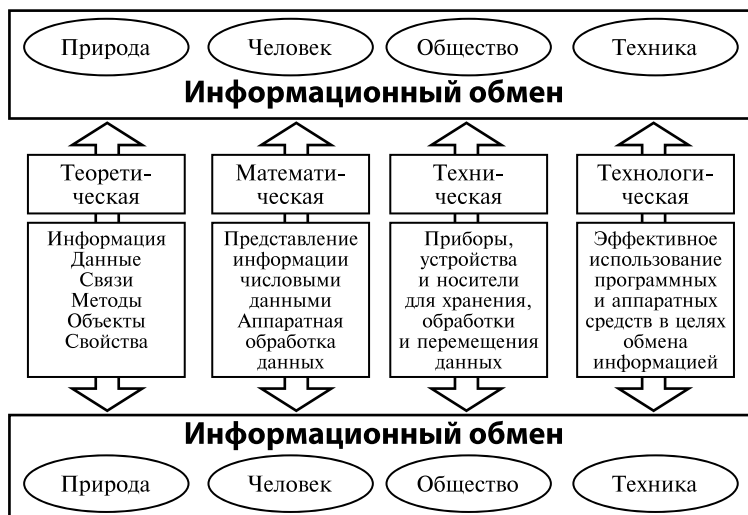 Природа Человек Общество Техника
Информационный обмен
Теорети-
ческая
Математи-
ческая
Техни-
ческая
Технологи-
ческая
Информация
Данные
Связи
Методы
Объекты
Свойства
Представление
информации
числовыми
данными
Аппаратная
обработка
данных
Приборы,
устройства
и носители
для хранения,
обработки
и перемещения
данных
Эффективное
использование
программных
и аппаратных
средств в целях
обмена
информацией
Информационный обмен
Природа Человек Общество Техника